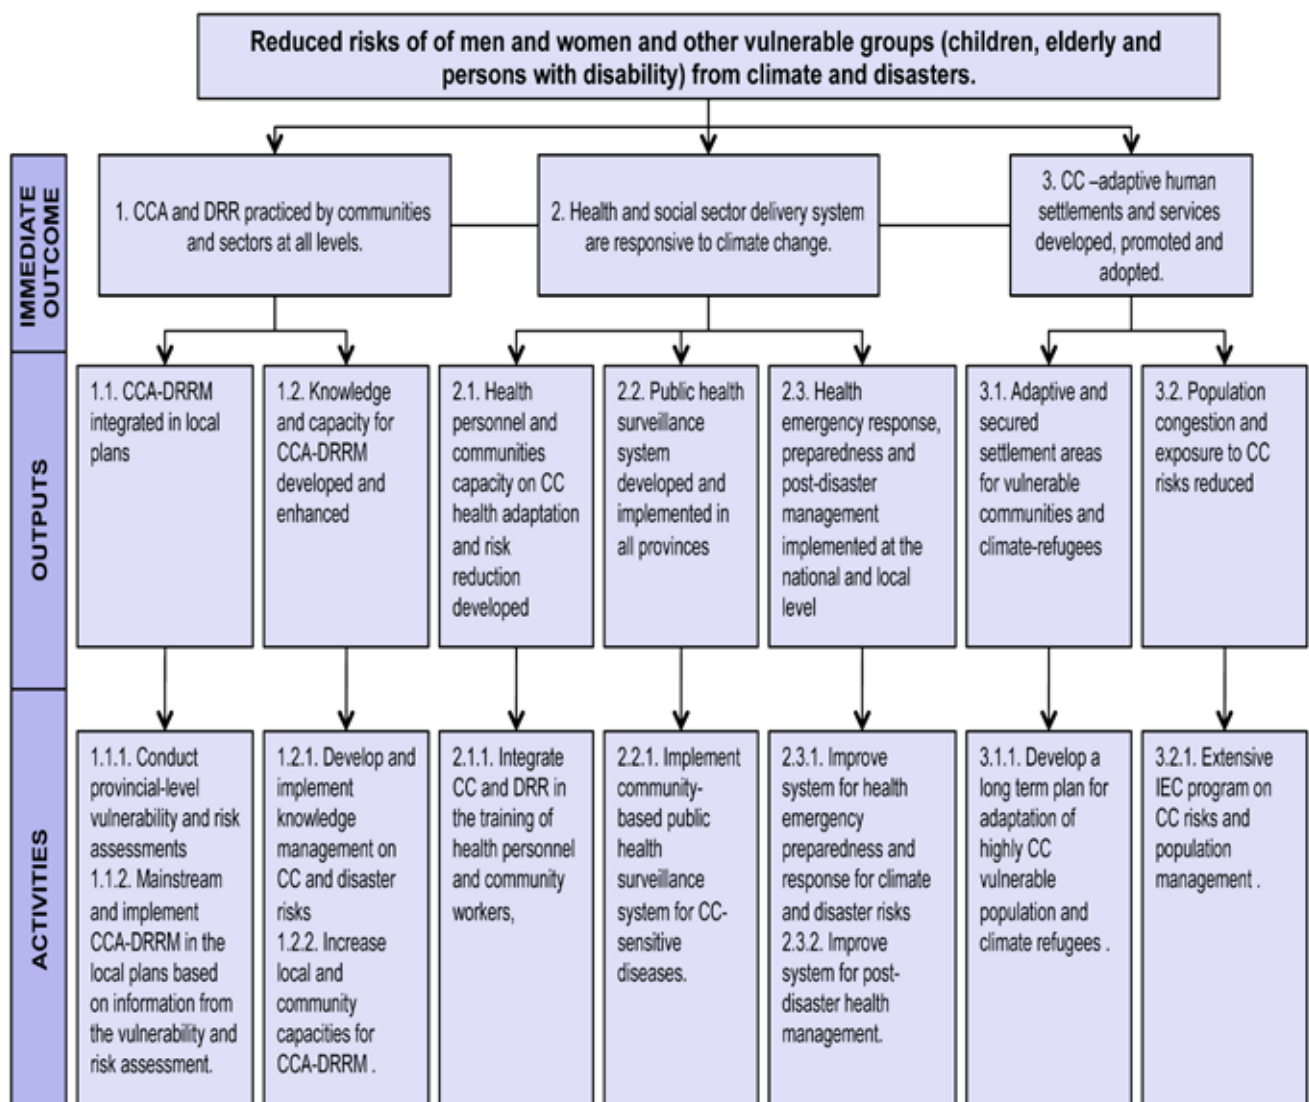 Reduced risks of of men and women and other vulnerable groups (children, elderly and
persons with disability) from climate and disasters.
IMMEDIATE
OUTCOME
1. CCA and DRR practiced by communities
and sectors at all levels.
2. Health and social sector delivery system
are responsive to climate change.
3. CC –adaptive human
settlements and services
developed, promoted and
adopted.
OUTPUTS
1.1. CCA-DRRM
integrated in local
plans
1.2. Knowledge
and capacity for
CCA-DRRM
developed and
enhanced
2.1. Health
personnel and
communities
capacity on CC
health adaptation
and risk
reduction
developed
2.2. Public health
surveillance
system
developed and
implemented in
all provinces
2.3. Health
emergency response,
preparedness and
post-disaster
management
implemented at the
national and local
level
3.1. Adaptive and
secured
settlement areas
for vulnerable
communities and
climate-refugees
3.2. Population
congestion and
exposure to CC
risks reduced
ACTIVITIES
1.1.1. Conduct
provincial-level
vulnerability and risk
assessments
1.1.2. Mainstream
and implement
CCA-DRRM in the
local plans based
on information from
the vulnerability and
risk assessment.
1.2.1. Develop and
implement
knowledge
management on
CC and disaster
risks
1.2.2. Increase
local and
community
capacities for
CCA-DRRM .
2.1.1. Integrate
CC and DRR in
the training of
health personnel
and community
workers,
2.2.1. Implement
community-
based public
health
surveillance
system for CC-
sensitive
diseases.
2.3.1. Improve
system for health
emergency
preparedness and
response for climate
and disaster risks
2.3.2. Improve
system for post-
disaster health
management.
3.1.1. Develop a
long term plan for
adaptation of
highly CC
vulnerable
population and
climate refugees .
3.2.1. Extensive
IEC program on
CC risks and
population
management .